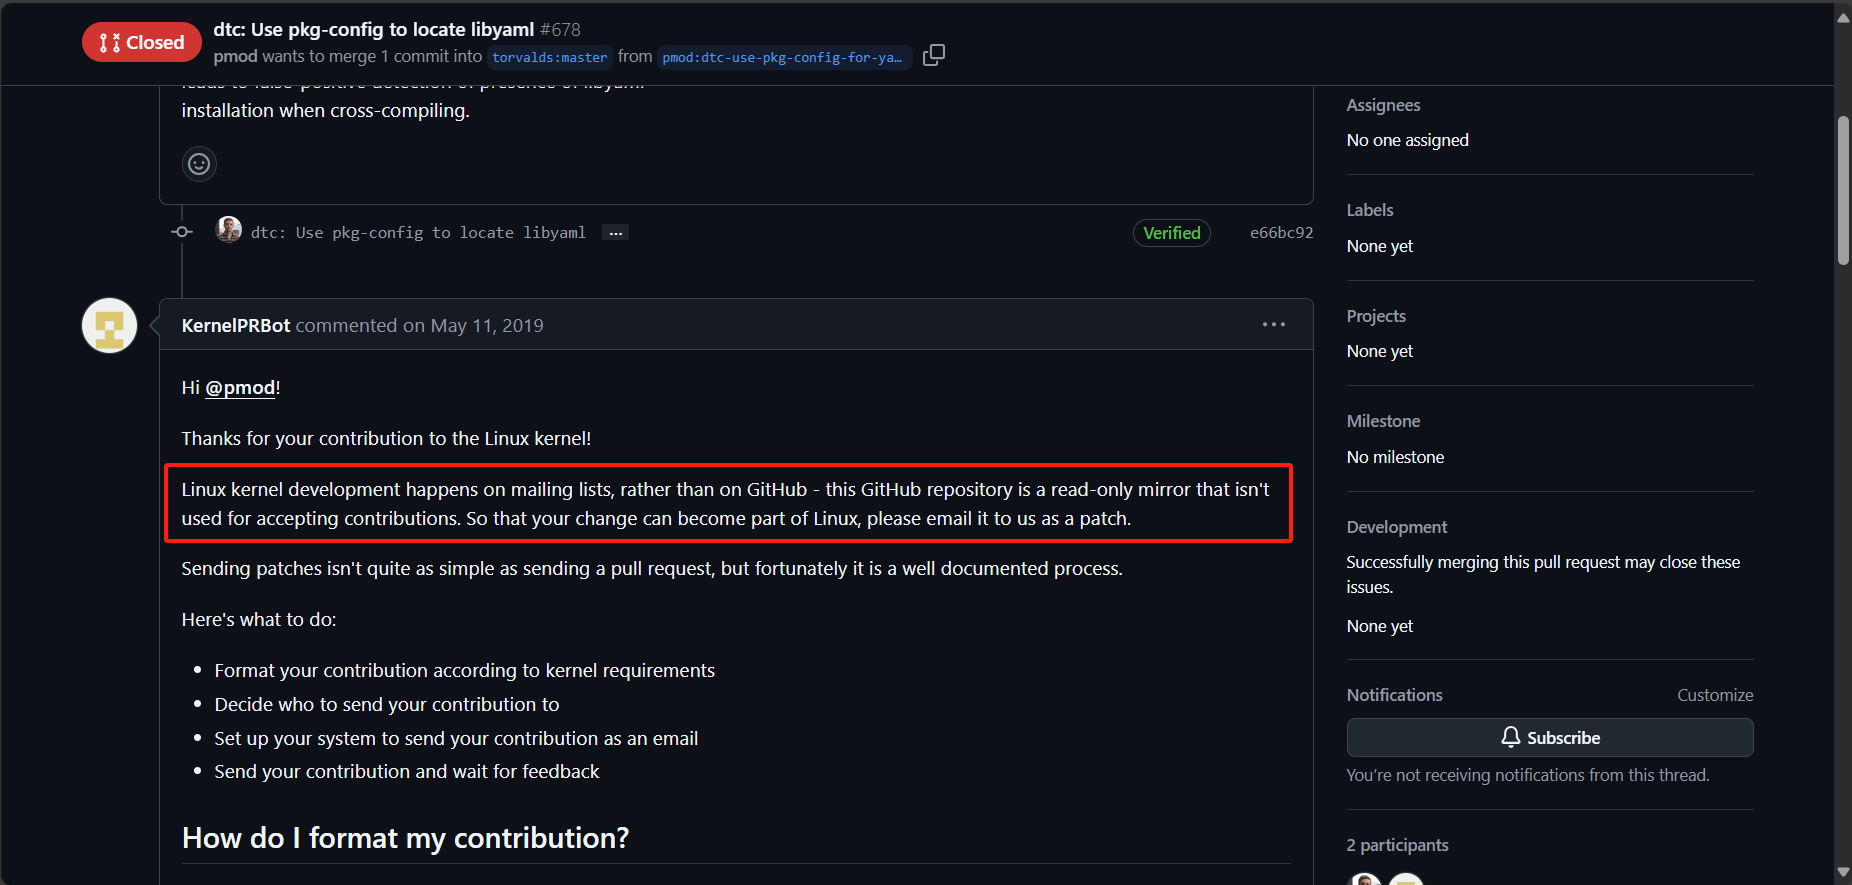 Closed
dtc: Use pkg-config to locate libyaml #678
pmod wants to merge 1 commit into torvalds:master from pmod:dtc-use-pkg-config-for-ya…
leads to false-positive detection of presence of libyaml
installation when cross-compiling.
dtc: Use pkg-config to locate libyaml …
Verified
e66bc92
KernelPRBot commented on May 11, 2019
Hi @pmod!
Thanks for your contribution to the Linux kernel!
Linux kernel development happens on mailing lists, rather than on GitHub - this GitHub repository is a read-only mirror that isn't
used for accepting contributions. So that your change can become part of Linux, please email it to us as a patch.
Sending patches isn't quite as simple as sending a pull request, but fortunately it is a well documented process.
Here's what to do:
• Format your contribution according to kernel requirements
• Decide who to send your contribution to
• Set up your system to send your contribution as an email
• Send your contribution and wait for feedback
How do I format my contribution?
Assignees
No one assigned
Labels
None yet
Projects
None yet
Milestone
No milestone
Development
Successfully merging this pull request may close these
issues.
None yet
Notifications
Customize
Subscribe
You’re not receiving notifications from this thread.
2 participants